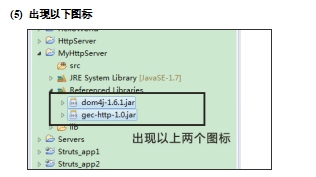 (5) 出现以下图标
HttpServer
MyHttpServer
src
JRE System Library [JavaSE-1.7]
Referenced Libraries
dom4j-1.6.1.jar
gec-http-1.0.jar
lib
出现以上两个图标
Servers
Struts_app1
Struts_app2